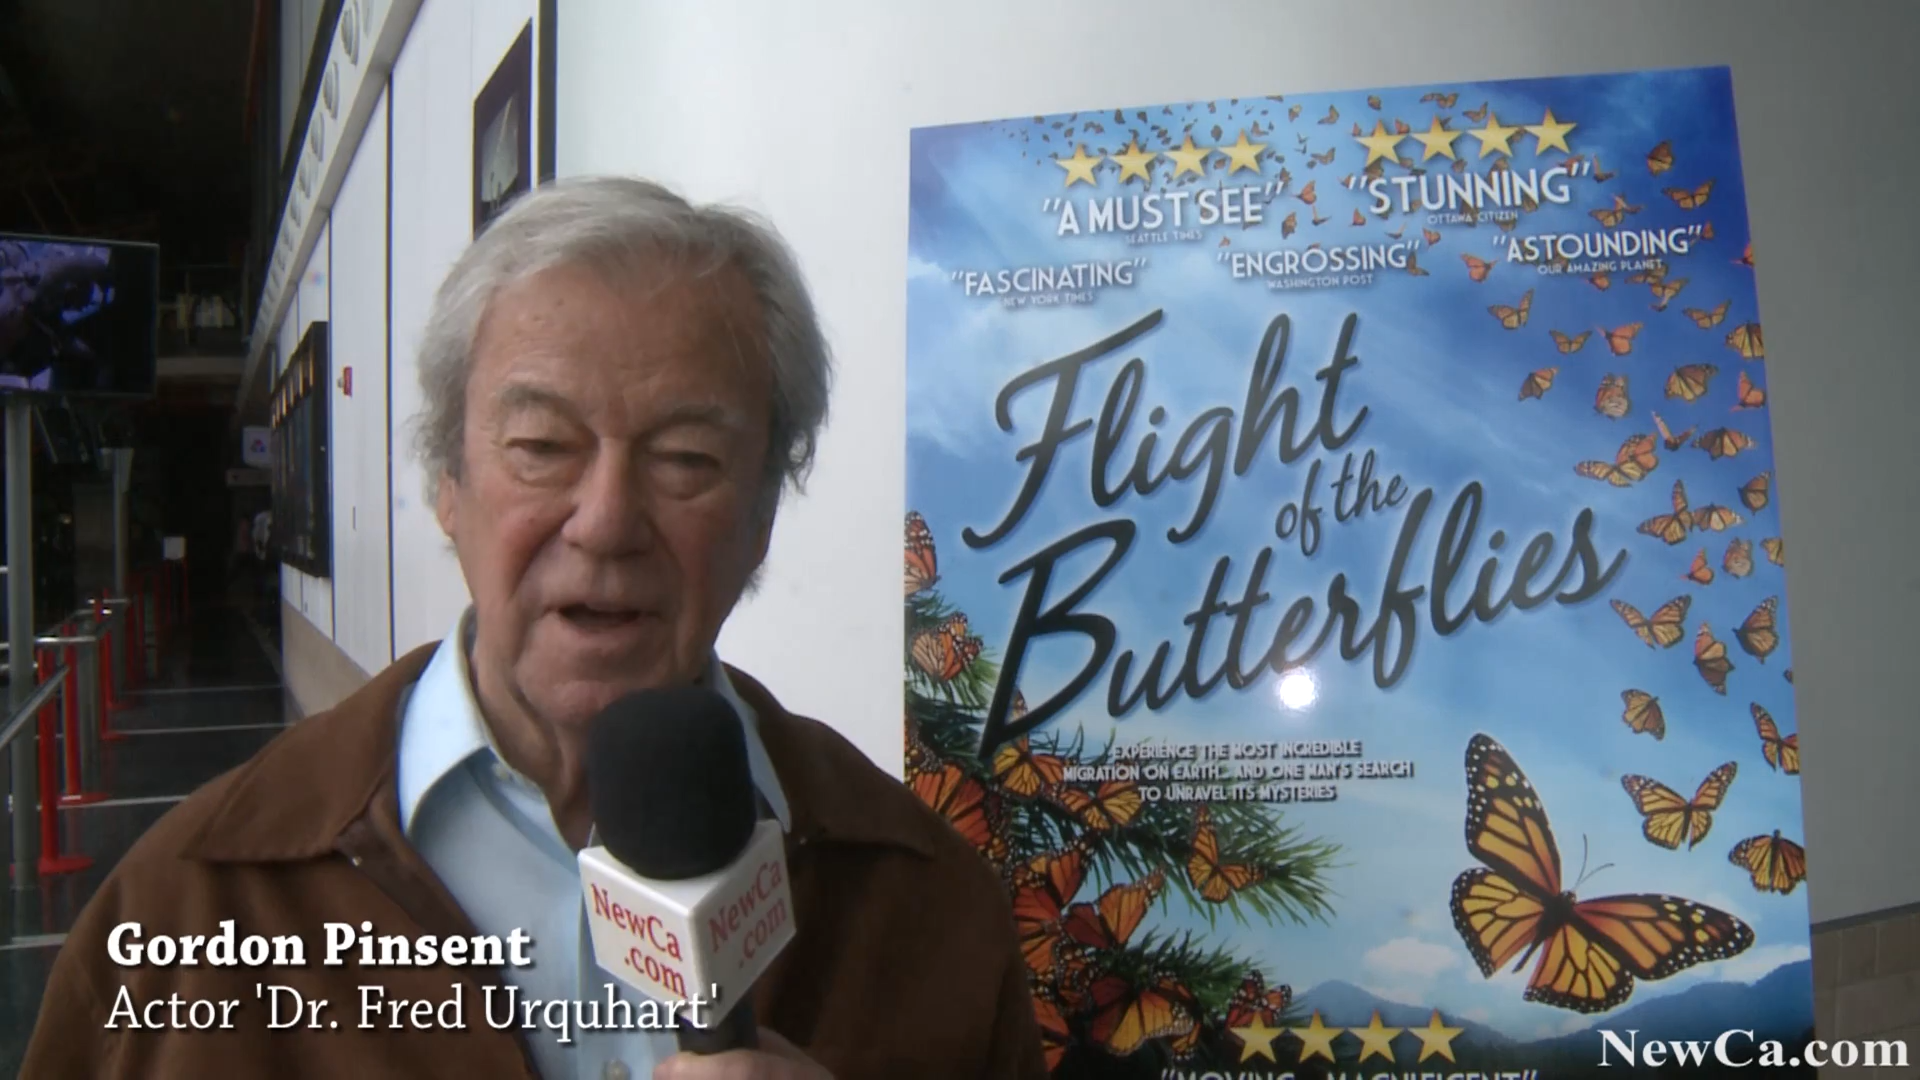 "A MUST SEE"
SEATTLE TIMES
"STUNNING"
OTTAWA CITIZEN
"FASCINATING"
NEW YORK TIMES
"ENGROSSING"
WASHINGTON POST
"ASTOUNDING"
OUR AMAZING PLANET
Flight
of the
Butterflies
EXPERIENCE THE MOST INCREDIBLE
MIGRATION ON EARTH... AND ONE MAN'S SEARCH
TO UNRAVEL ITS MYSTERIES
"MOVING... MAGNIFICENT"
NewCa
.com
NewCa
.com
Gordon Pinsent
Actor 'Dr. Fred Urquhart'
NewCa.com